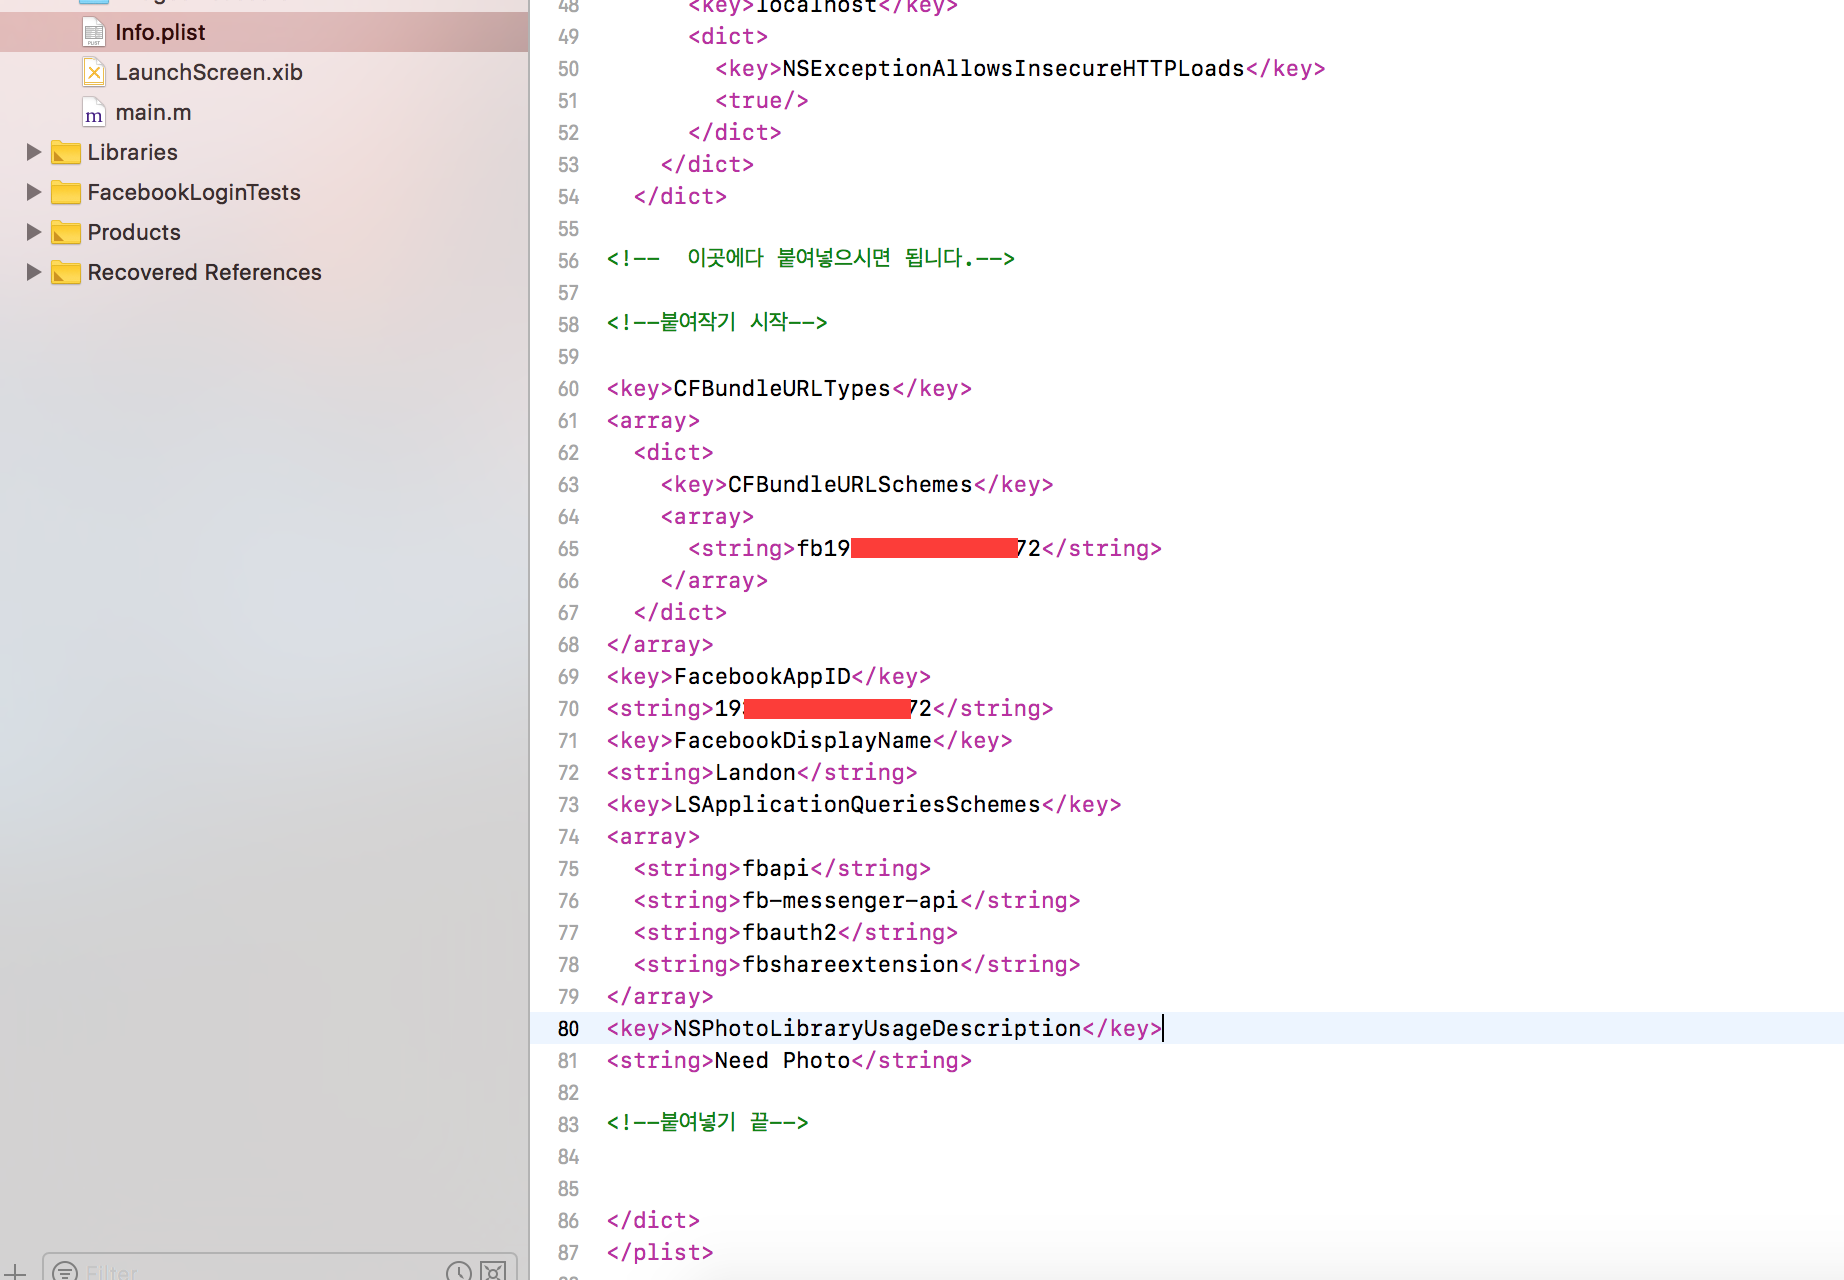 Info.plist
LaunchScreen.xib
m main.m
Libraries
FacebookLoginTests
Products
Recovered References
Filter
48 <key>localhost</key>
49 <dict>
50 <key>NSExceptionAllowsInsecureHTTPLoads</key>
51 <true/>
52 </dict>
53 </dict>
54 </dict>
55
56 <!-- 이곳에다 붙여넣으시면 됩니다.-->
57
58 <!--붙여작기 시작-->
59
60 <key>CFBundleURLTypes</key>
61 <array>
62 <dict>
63 <key>CFBundleURLSchemes</key>
64 <array>
65 <string>fb19 72</string>
66 </array>
67 </dict>
68 </array>
69 <key>FacebookAppID</key>
70 <string>19 72</string>
71 <key>FacebookDisplayName</key>
72 <string>Landon</string>
73 <key>LSApplicationQueriesSchemes</key>
74 <array>
75 <string>fbapi</string>
76 <string>fb-messenger-api</string>
77 <string>fbauth2</string>
78 <string>fbshareextension</string>
79 </array>
80 <key>NSPhotoLibraryUsageDescription</key>
81 <string>Need Photo</string>
82
83 <!--붙여넣기 끝-->
84
85
86 </dict>
87 </plist>